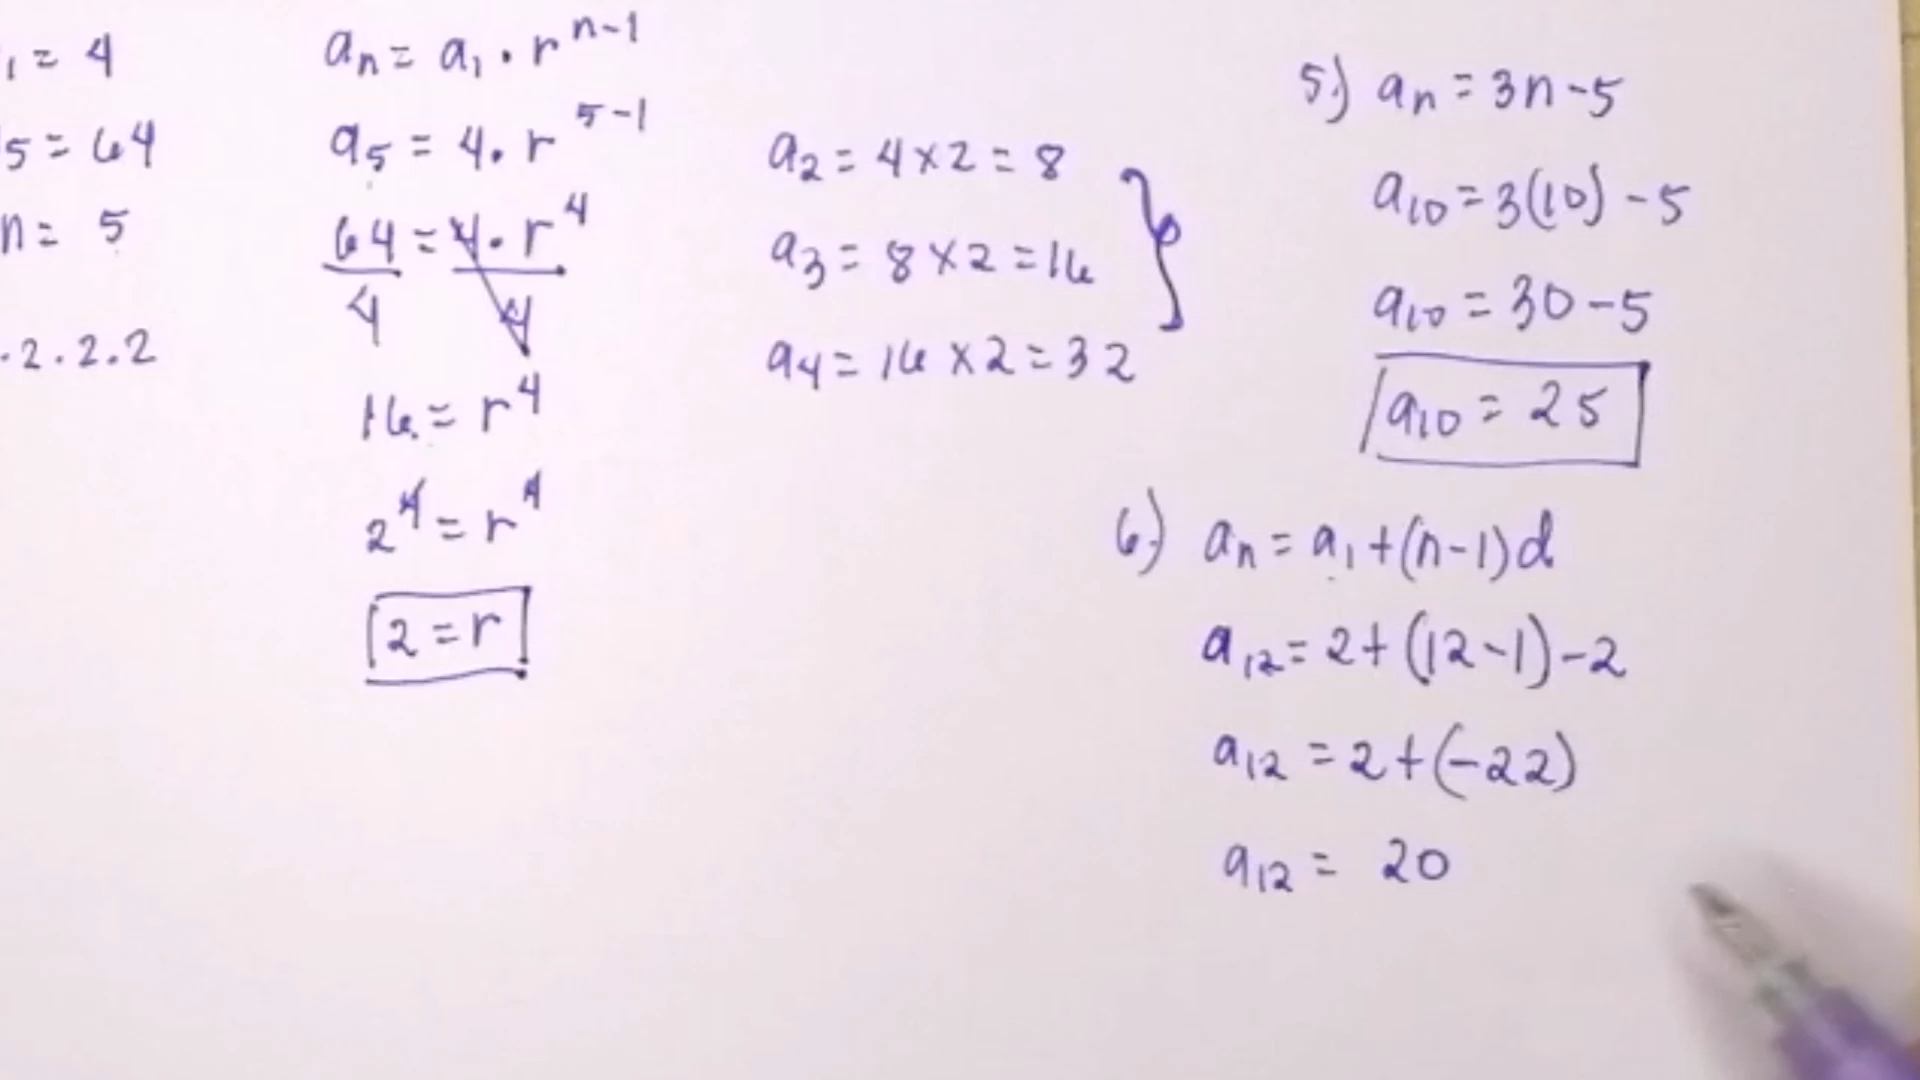 ₁ = 4
₅ = 64
n = 5
. 2 . 2 . 2
aₙ = a₁ · rⁿ⁻¹
a₅ = 4 · r⁵⁻¹
64/4 = 4 · r⁴/4
16 = r⁴
2⁴ = r⁴
2 = r
a₂ = 4 × 2 = 8
a₃ = 8 × 2 = 16
a₄ = 16 × 2 = 32
5.) aₙ = 3n - 5
a₁₀ = 3(10) - 5
a₁₀ = 30 - 5
a₁₀ = 25
6.) aₙ = a₁ + (n - 1)d
a₁₂ = 2 + (12 - 1) - 2
a₁₂ = 2 + (-22)
a₁₂ = 20